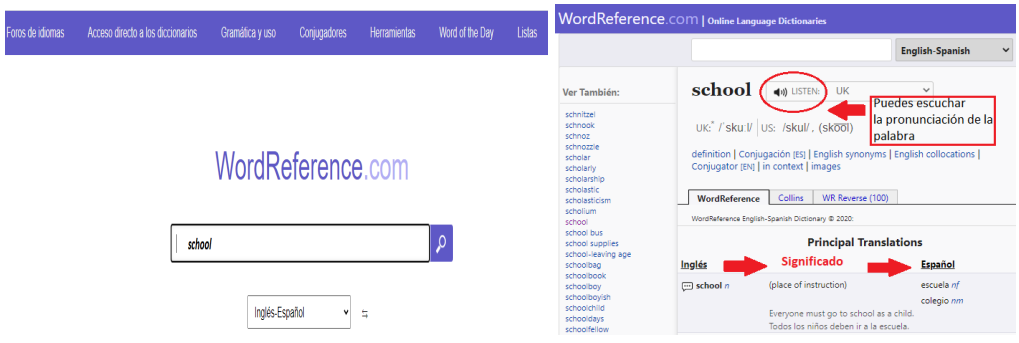 Foros de idiomas Acceso directo a los diccionarios Gramática y uso Conjugadores Herramientas Word of the Day Listas
WordReference.com
school
Inglés-Español
WordReference.com | Online Language Dictionaries
English-Spanish
Ver También:
schnitzel
schnook
schnoz
schnozzle
scholar
scholarly
scholarship
scholastic
scholasticism
scholium
school
school bus
school supplies
school-leaving age
schoolbag
schoolbook
schoolboy
schoolboyish
schoolchild
schooldays
schoolfellow
school LISTEN: UK
Puedes escuchar
la pronunciación de la
palabra
UK:* /ˈskuːl/ US: /skul/ , (sko͞ol)
definition | Conjugación [ES] | English synonyms | English collocations |
Conjugator [EN] | in context | images
WordReference Collins WR Reverse (100)
WordReference English-Spanish Dictionary © 2020:
Principal Translations
Inglés Significado Español
school n (place of instruction) escuela nf
colegio nm
Everyone must go to school as a child.
Todos los niños deben ir a la escuela.